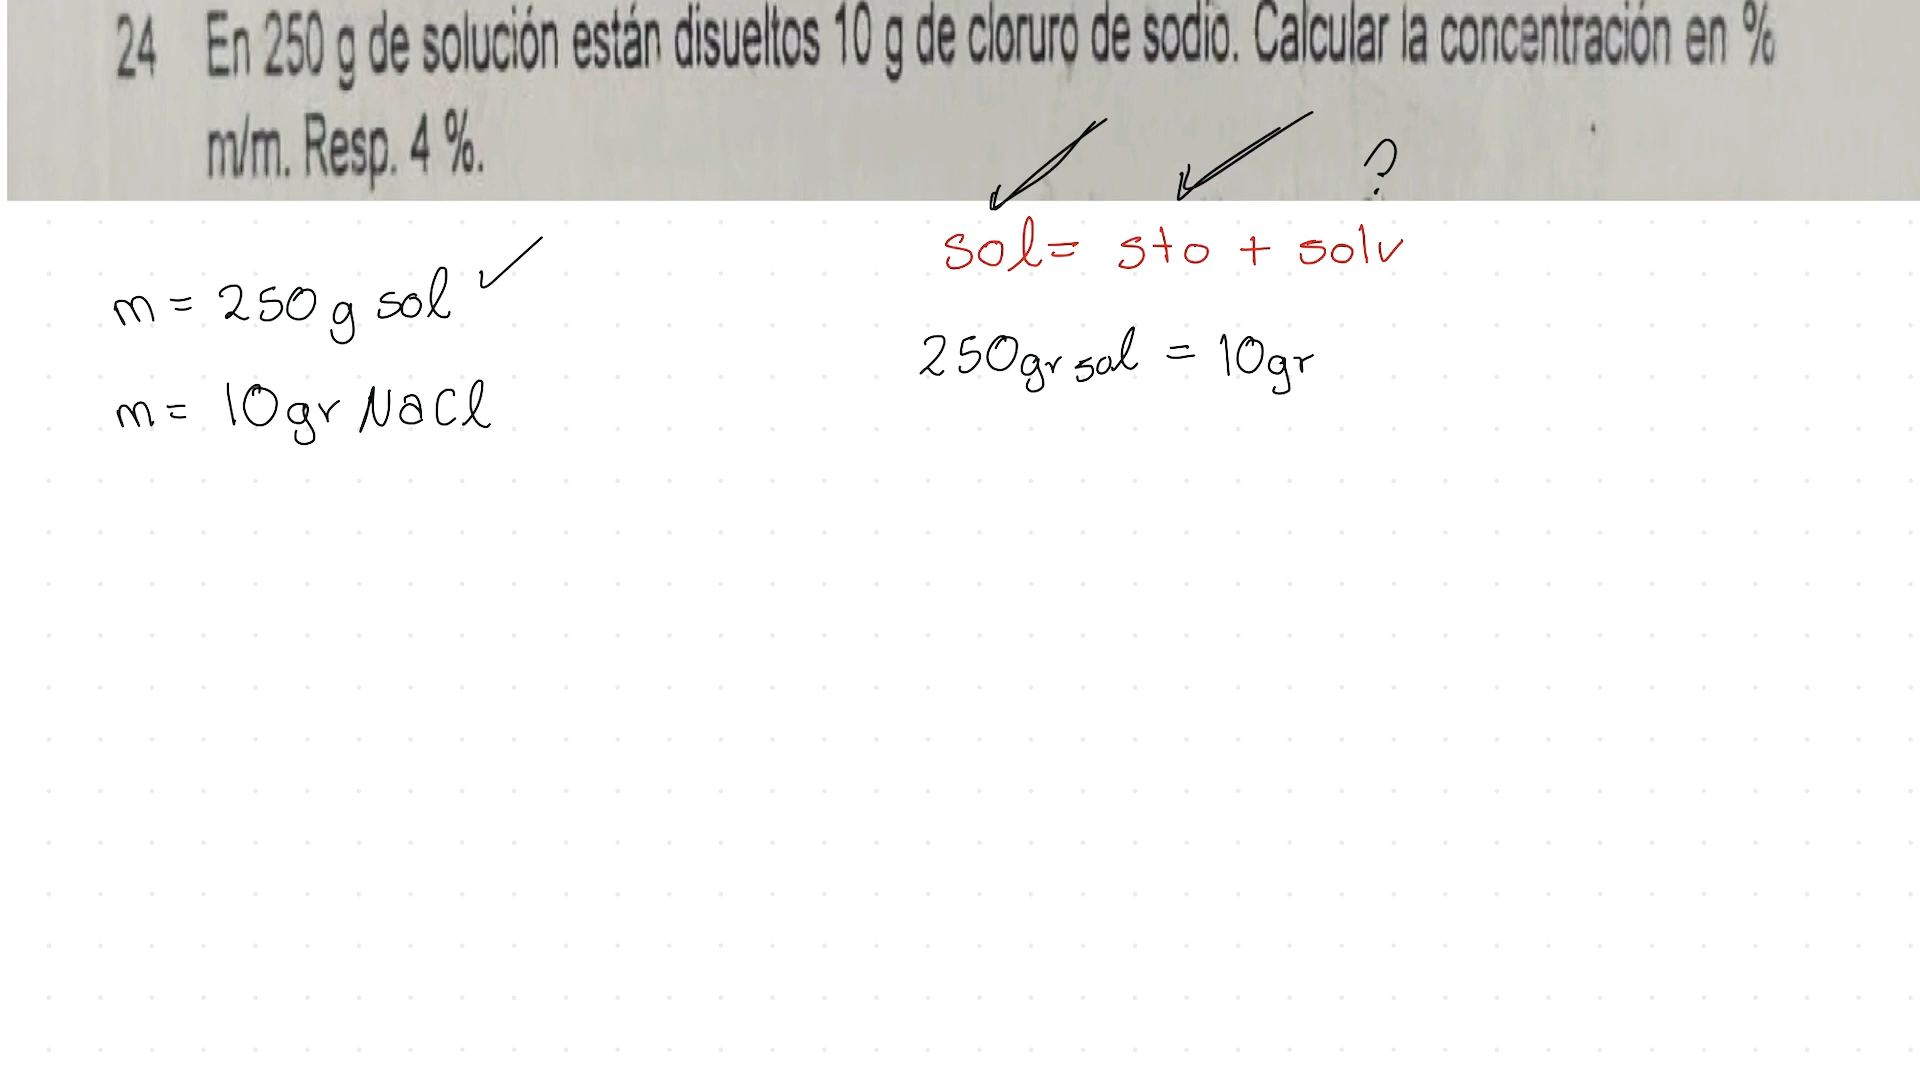 24 En 250 g de solución están disueltos 10 g de cloruro de sodio. Calcular la concentración en %
m/m. Resp. 4 %.
?
sol= sto + solv
m = 250 g sol ✓
250gr sol = 10gr
m = 10gr NaCl